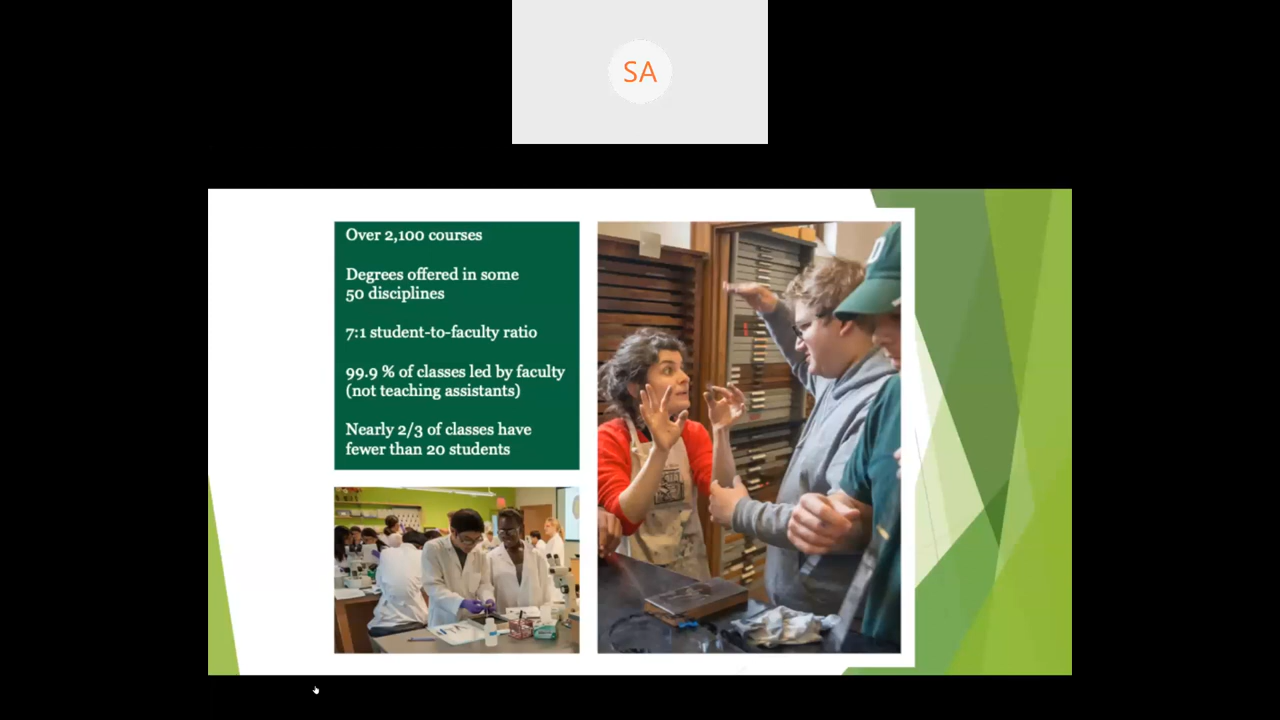 SA
Over 2,100 courses
Degrees offered in some
50 disciplines
7:1 student-to-faculty ratio
99.9 % of classes led by faculty
(not teaching assistants)
Nearly 2/3 of classes have
fewer than 20 students
D